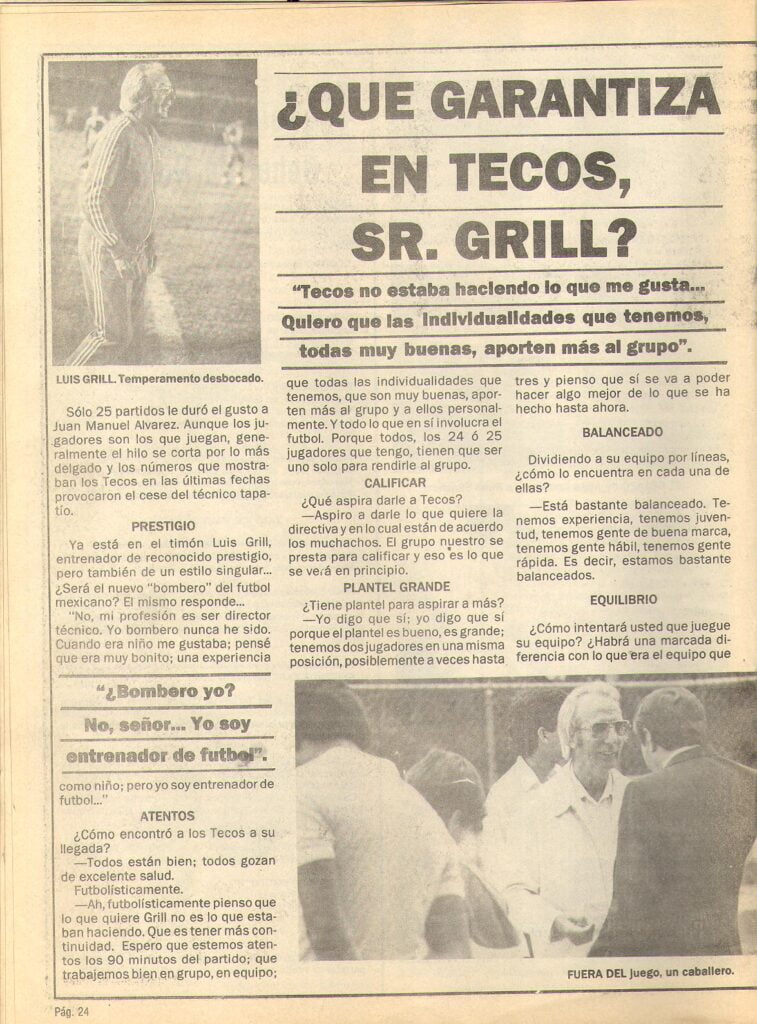 ¿QUE GARANTIZA
EN TECOS,
SR. GRILL?
"Tecos no estaba haciendo lo que me gusta...
Quiero que las individualidades que tenemos,
todas muy buenas, aporten más al grupo".
LUIS GRILL. Temperamento desbocado.
Sólo 25 partidos le duró el gusto a
Juan Manuel Alvarez. Aunque los ju-
gadores son los que juegan, gene-
ralmente el hilo se corta por lo más
delgado y los números que mostra-
ban los Tecos en las últimas fechas
provocaron el cese del técnico tapa-
tío.
PRESTIGIO
Ya está en el timón Luis Grill,
entrenador de reconocido prestigio,
pero también de un estilo singular...
¿Será el nuevo "bombero" del futbol
mexicano? El mismo responde...
"No, mi profesión es ser director
técnico. Yo bombero nunca he sido.
Cuando era niño me gustaba; pensé
que era muy bonito; una experiencia
"¿Bombero yo?
No, señor... Yo soy
entrenador de futbol".
como niño; pero yo soy entrenador de
futbol..."
ATENTOS
¿Cómo encontró a los Tecos a su
llegada?
—Todos están bien; todos gozan
de excelente salud.
Futbolísticamente.
—Ah, futbolísticamente pienso que
lo que quiere Grill no es lo que esta-
ban haciendo. Que es tener más con-
tinuidad. Espero que estemos aten-
tos los 90 minutos del partido; que
trabajemos bien en grupo, en equipo;
que todas las individualidades que
tenemos, que son muy buenas, apor-
ten más al grupo y a ellos personal-
mente. Y todo lo que en sí involucra el
futbol. Porque todos, los 24 ó 25
jugadores que tengo, tienen que ser
uno solo para rendirle al grupo.
CALIFICAR
¿Qué aspira darle a Tecos?
—Aspiro a darle lo que quiere la
directiva y en lo cual están de acuerdo
los muchachos. El grupo nuestro se
presta para calificar y eso es lo que
se verá en principio.
PLANTEL GRANDE
¿Tiene plantel para aspirar a más?
—Yo digo que sí; yo digo que sí
porque el plantel es bueno, es grande;
tenemos dos jugadores en una misma
posición, posiblemente a veces hasta
tres y pienso que sí se va a poder
hacer algo mejor de lo que se ha
hecho hasta ahora.
BALANCEADO
Dividiendo a su equipo por líneas,
¿cómo lo encuentra en cada una de
ellas?
—Está bastante balanceado. Te-
nemos experiencia, tenemos juven-
tud, tenemos gente de buena marca,
tenemos gente hábil, tenemos gente
rápida. Es decir, estamos bastante
balanceados.
EQUILIBRIO
¿Cómo intentará usted que juegue
su equipo? ¿Habrá una marcada di-
ferencia con lo que era el equipo que
FUERA DEL juego, un caballero.
Pág. 24